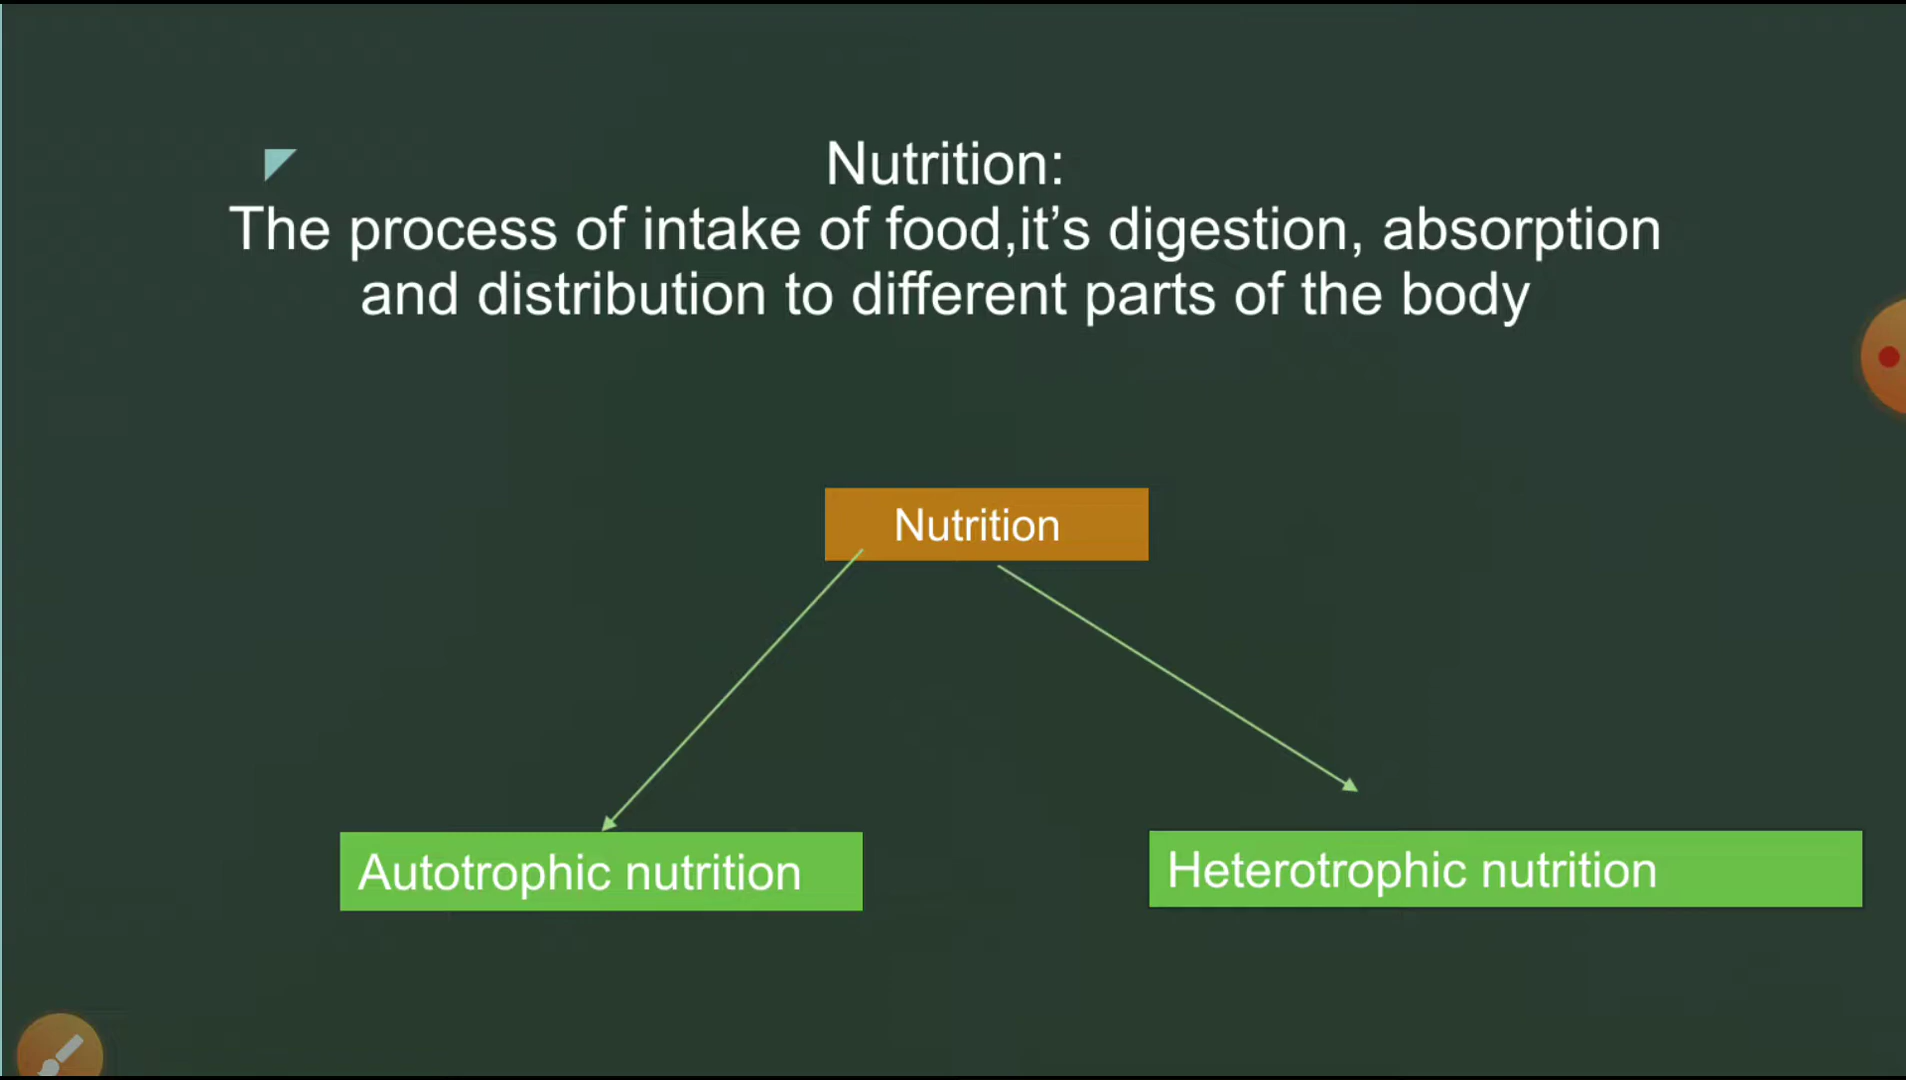 Nutrition:
The process of intake of food,it’s digestion, absorption
and distribution to different parts of the body
Nutrition
Autotrophic nutrition
Heterotrophic nutrition